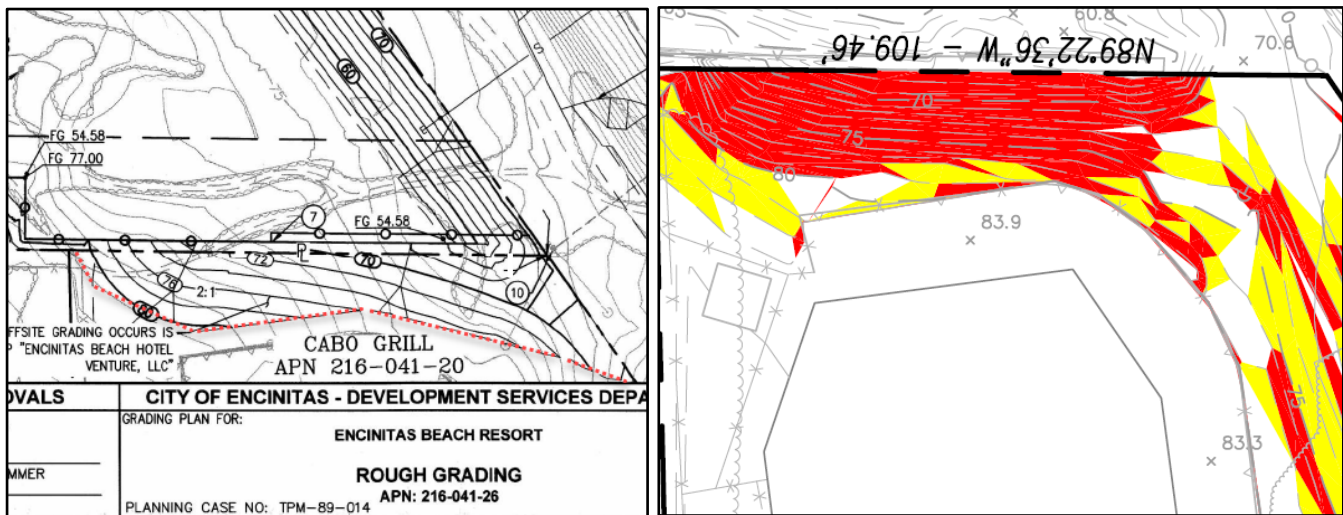 70
60
75
S
FG 54.58
FG 77.00
7
FG 54.58
PL
72
70
76
2:1
80
10
FFSITE GRADING OCCURS IS
P "ENCINITAS BEACH HOTEL
VENTURE, LLC"
CABO GRILL
APN 216-041-20
OVALS
CITY OF ENCINITAS - DEVELOPMENT SERVICES DEPA
GRADING PLAN FOR:
ENCINITAS BEACH RESORT
MMER
ROUGH GRADING
APN: 216-041-26
PLANNING CASE NO: TPM-89-014
60.8
N89°22'36"W - 109.46'
70.6
70
75
80
83.9
75
83.3